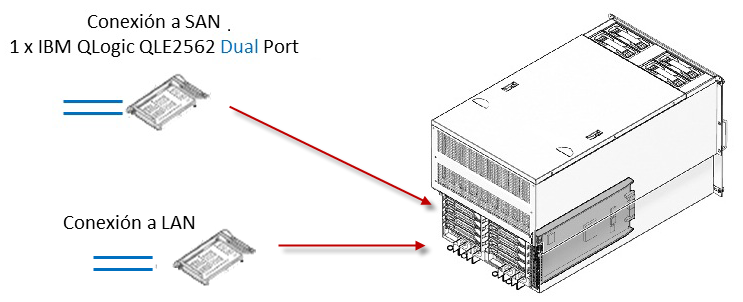 Conexión a SAN .
1 x IBM QLogic QLE2562 Dual Port
Conexión a LAN